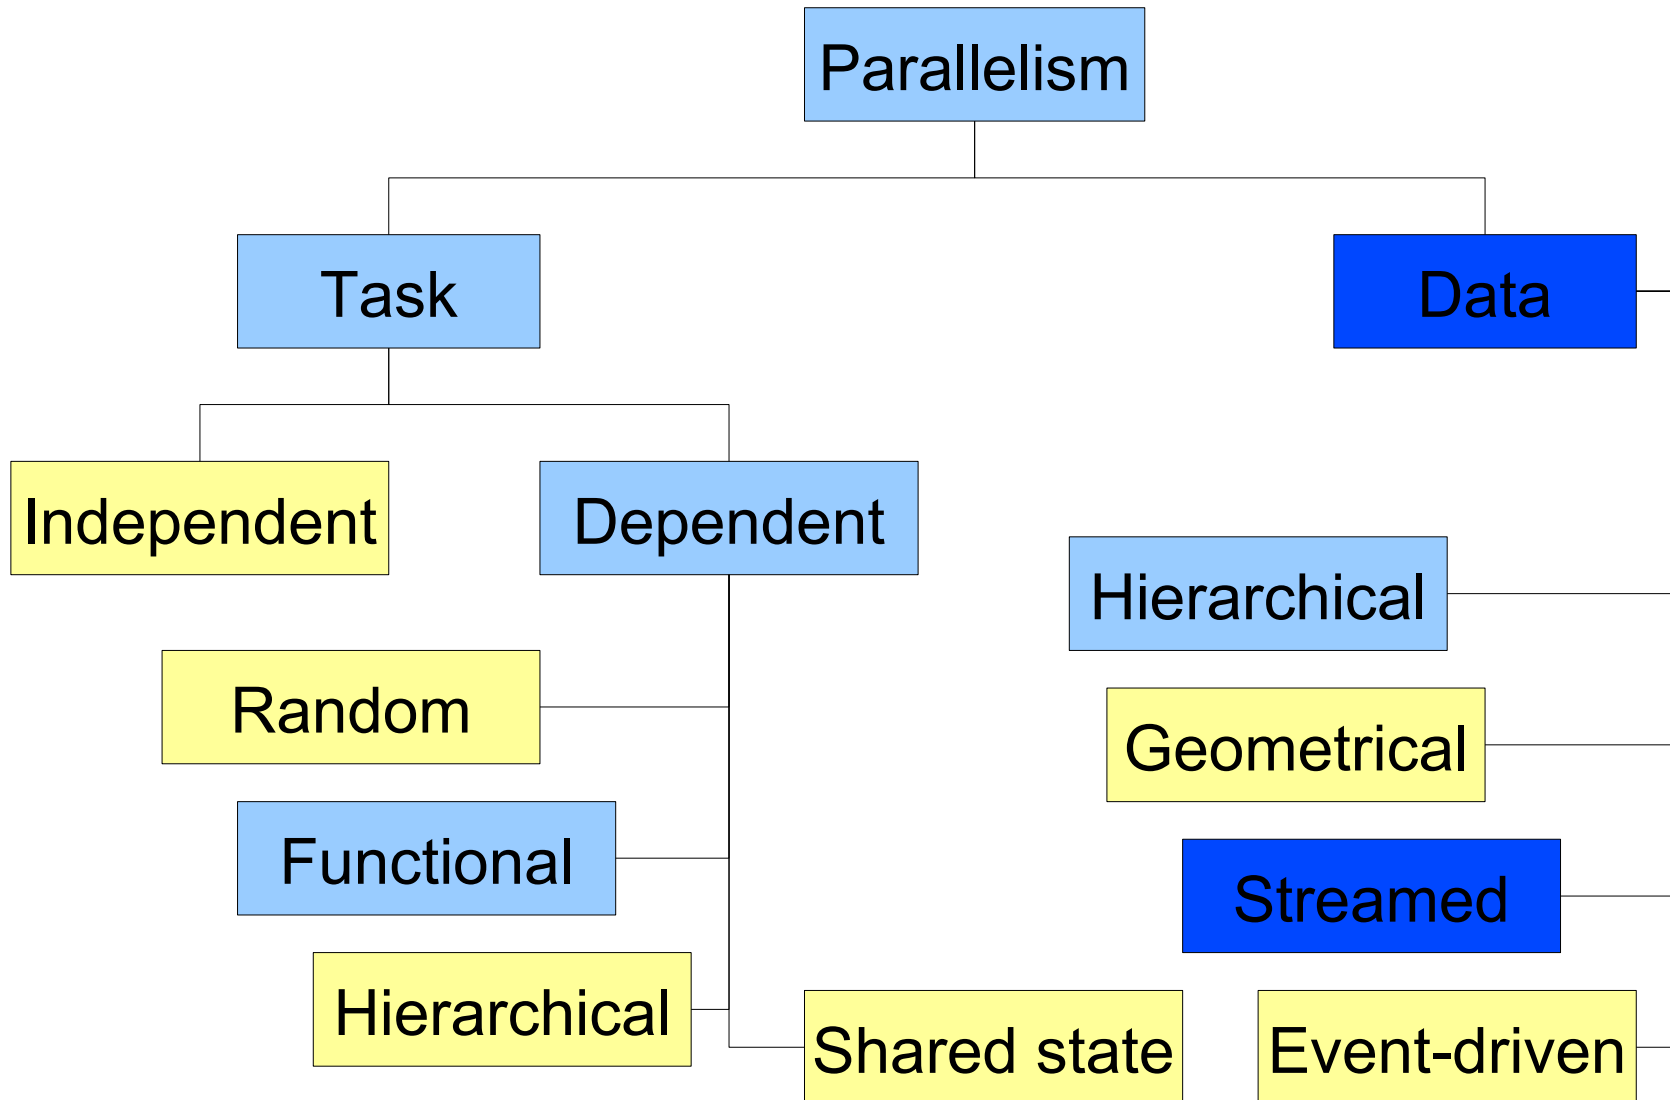 Parallelism
Task
Data
Independent
Dependent
Hierarchical
Random
Geometrical
Functional
Streamed
Hierarchical
Shared state
Event-driven